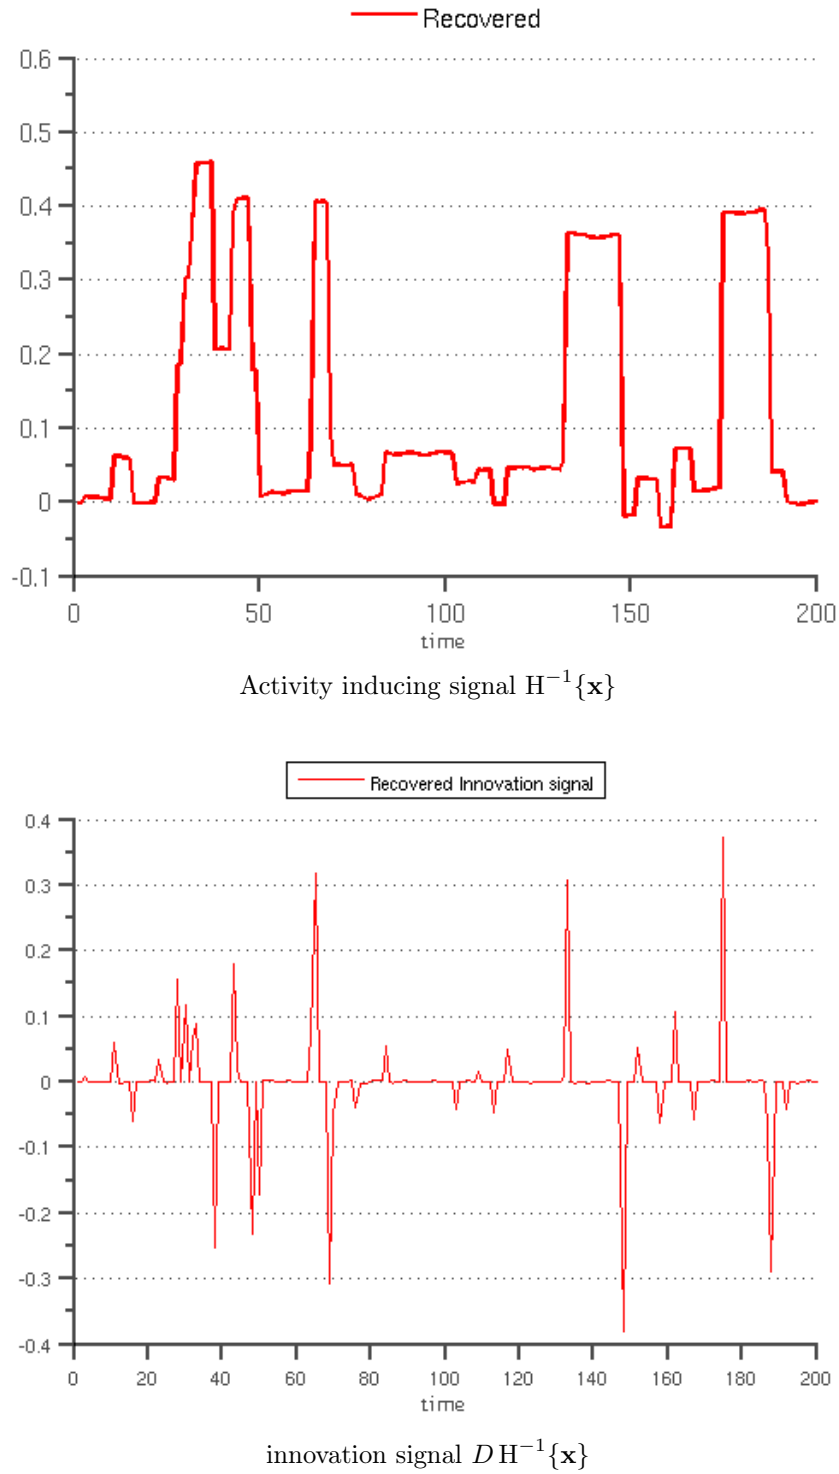 Recovered
0.6
0.5
0.4
0.3
0.2
0.1
0
-0.1
0 50 100 150 200
time
Activity inducing signal H⁻¹{x}
Recovered Innovation signal
0.4
0.3
0.2
0.1
0
-0.1
-0.2
-0.3
-0.4
0 20 40 60 80 100 120 140 160 180 200
time
innovation signal D H⁻¹{x}